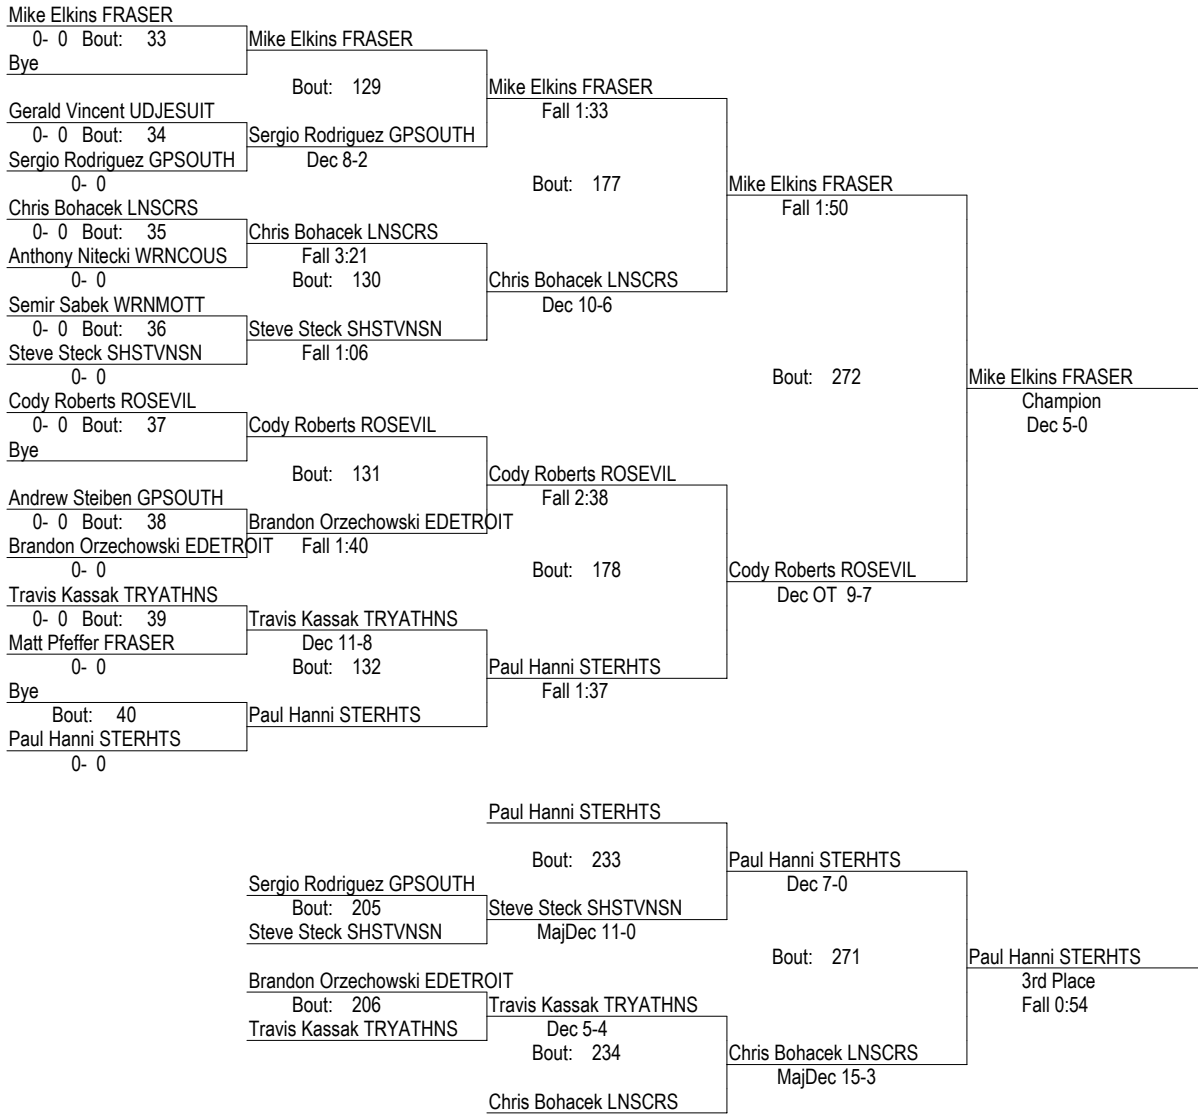 Mike Elkins FRASER
0- 0 Bout: 33
Mike Elkins FRASER
Bye
Bout: 129
Mike Elkins FRASER
Gerald Vincent UDJESUIT
Fall 1:33
0- 0 Bout: 34
Sergio Rodriguez GPSOUTH
Sergio Rodriguez GPSOUTH
Dec 8-2
0- 0
Bout: 177
Mike Elkins FRASER
Chris Bohacek LNSCRS
Fall 1:50
0- 0 Bout: 35
Chris Bohacek LNSCRS
Anthony Nitecki WRNCOUS
Fall 3:21
0- 0
Bout: 130
Chris Bohacek LNSCRS
Semir Sabek WRNMOTT
Dec 10-6
0- 0 Bout: 36
Steve Steck SHSTVNSN
Steve Steck SHSTVNSN
Fall 1:06
0- 0
Bout: 272
Mike Elkins FRASER
Cody Roberts ROSEVIL
Champion
0- 0 Bout: 37
Cody Roberts ROSEVIL
Dec 5-0
Bye
Bout: 131
Cody Roberts ROSEVIL
Andrew Steiben GPSOUTH
Fall 2:38
0- 0 Bout: 38
Brandon Orzechowski EDETROIT
Brandon Orzechowski EDETROIT
Fall 1:40
0- 0
Bout: 178
Cody Roberts ROSEVIL
Travis Kassak TRYATHNS
Dec OT 9-7
0- 0 Bout: 39
Travis Kassak TRYATHNS
Matt Pfeffer FRASER
Dec 11-8
0- 0
Bout: 132
Paul Hanni STERHTS
Bye
Fall 1:37
Bout: 40
Paul Hanni STERHTS
Paul Hanni STERHTS
0- 0
Paul Hanni STERHTS
Bout: 233
Paul Hanni STERHTS
Sergio Rodriguez GPSOUTH
Dec 7-0
Bout: 205
Steve Steck SHSTVNSN
Steve Steck SHSTVNSN
MajDec 11-0
Bout: 271
Paul Hanni STERHTS
Brandon Orzechowski EDETROIT
3rd Place
Bout: 206
Travis Kassak TRYATHNS
Fall 0:54
Travis Kassak TRYATHNS
Dec 5-4
Bout: 234
Chris Bohacek LNSCRS
MajDec 15-3
Chris Bohacek LNSCRS